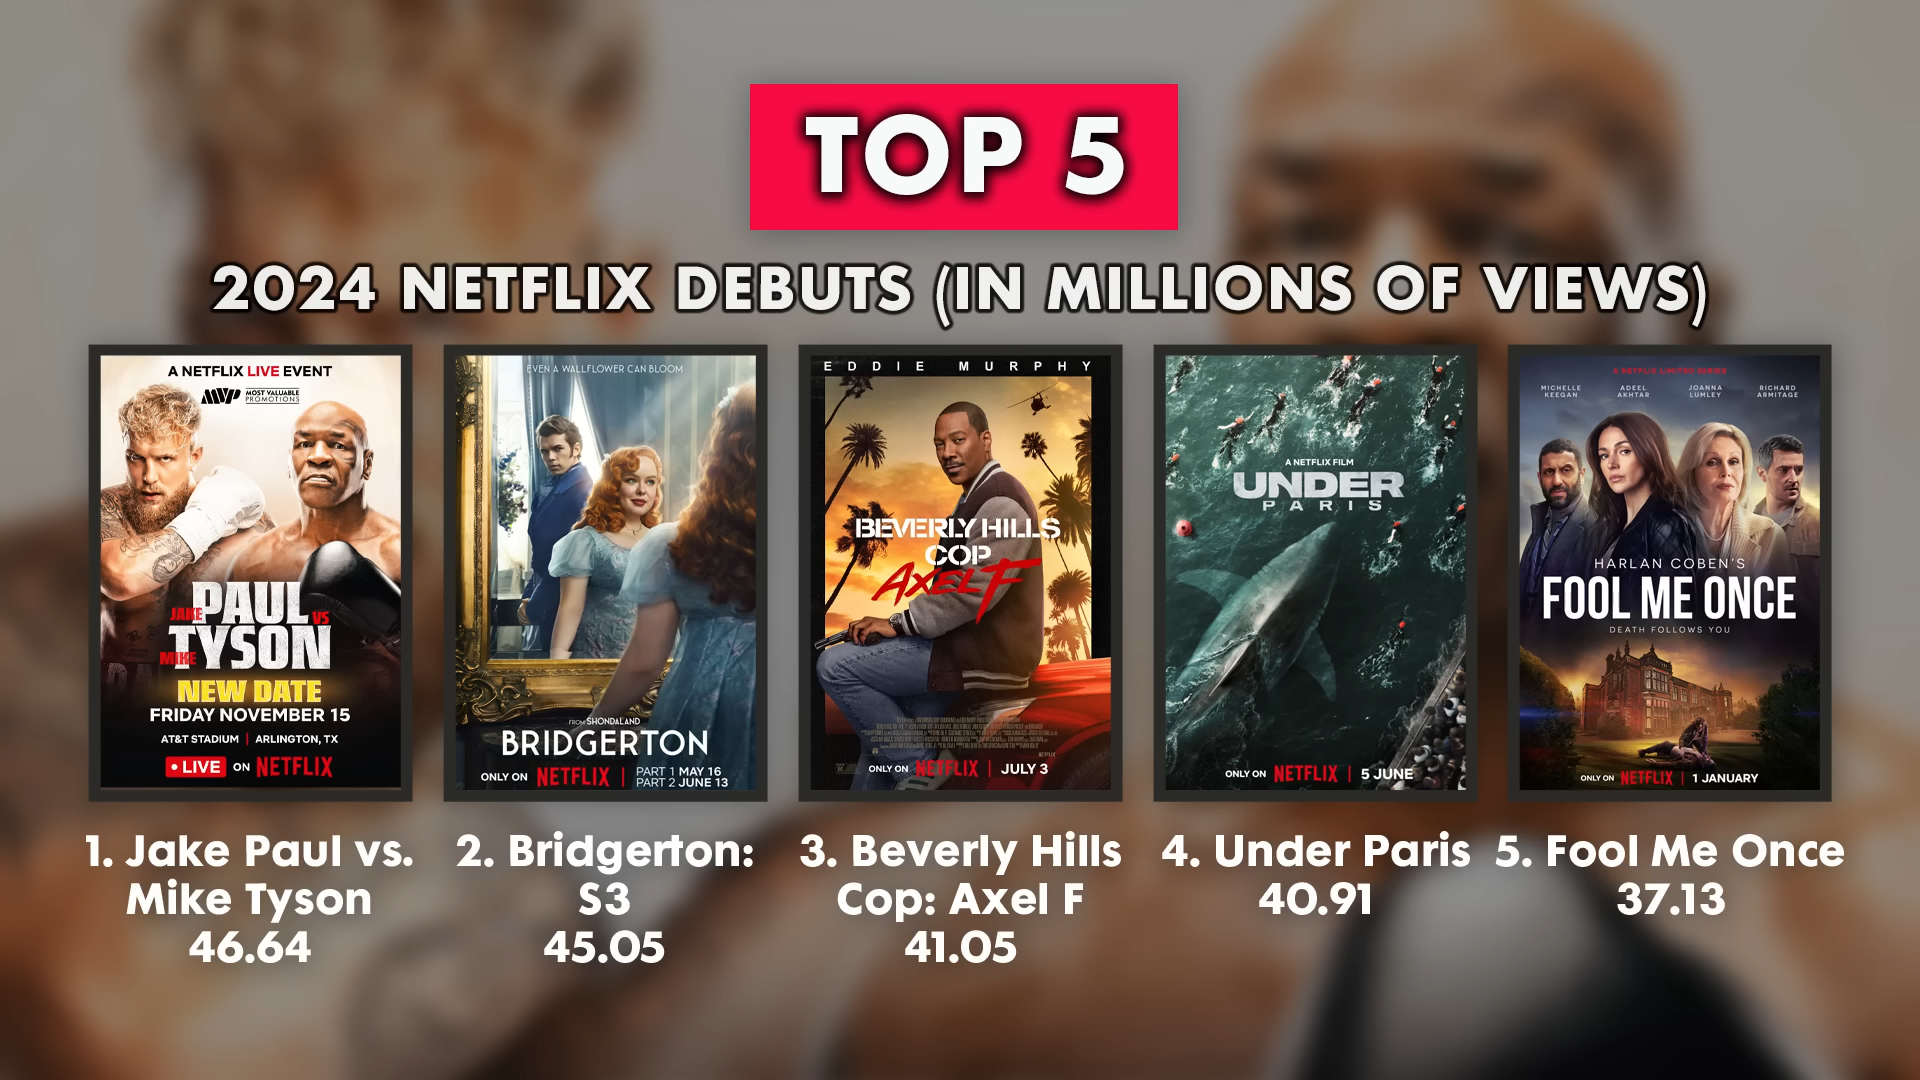 TOP 5
2024 NETFLIX DEBUTS (IN MILLIONS OF VIEWS)
A NETFLIX LIVE EVENT
MVP MOST VALUABLE
PROMOTIONS
JAKE PAUL VS
MIKE TYSON
NEW DATE
FRIDAY NOVEMBER 15
AT&T STADIUM | ARLINGTON, TX
• LIVE ON NETFLIX
EVEN A WALLFLOWER CAN BLOOM
FROM SHONDALAND
BRIDGERTON
ONLY ON NETFLIX | PART 1 MAY 16
PART 2 JUNE 13
EDDIE MURPHY
BEVERLY HILLS
COP
AXEL F
ONLY ON NETFLIX | JULY 3
A NETFLIX FILM
UNDER
PARIS
ONLY ON NETFLIX | 5 JUNE
A NETFLIX LIMITED SERIES
MICHELLE KEEGAN
ADEEL AKHTAR
JOANNA LUMLEY
RICHARD ARMITAGE
HARLAN COBEN'S
FOOL ME ONCE
DEATH FOLLOWS YOU
ONLY ON NETFLIX | 1 JANUARY
1. Jake Paul vs.
Mike Tyson
46.64
2. Bridgerton:
S3
45.05
3. Beverly Hills
Cop: Axel F
41.05
4. Under Paris
40.91
5. Fool Me Once
37.13